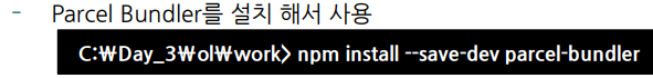 - Parcel Bundler를 설치 해서 사용
C:₩Day_3₩ol₩work> npm install --save-dev parcel-bundler